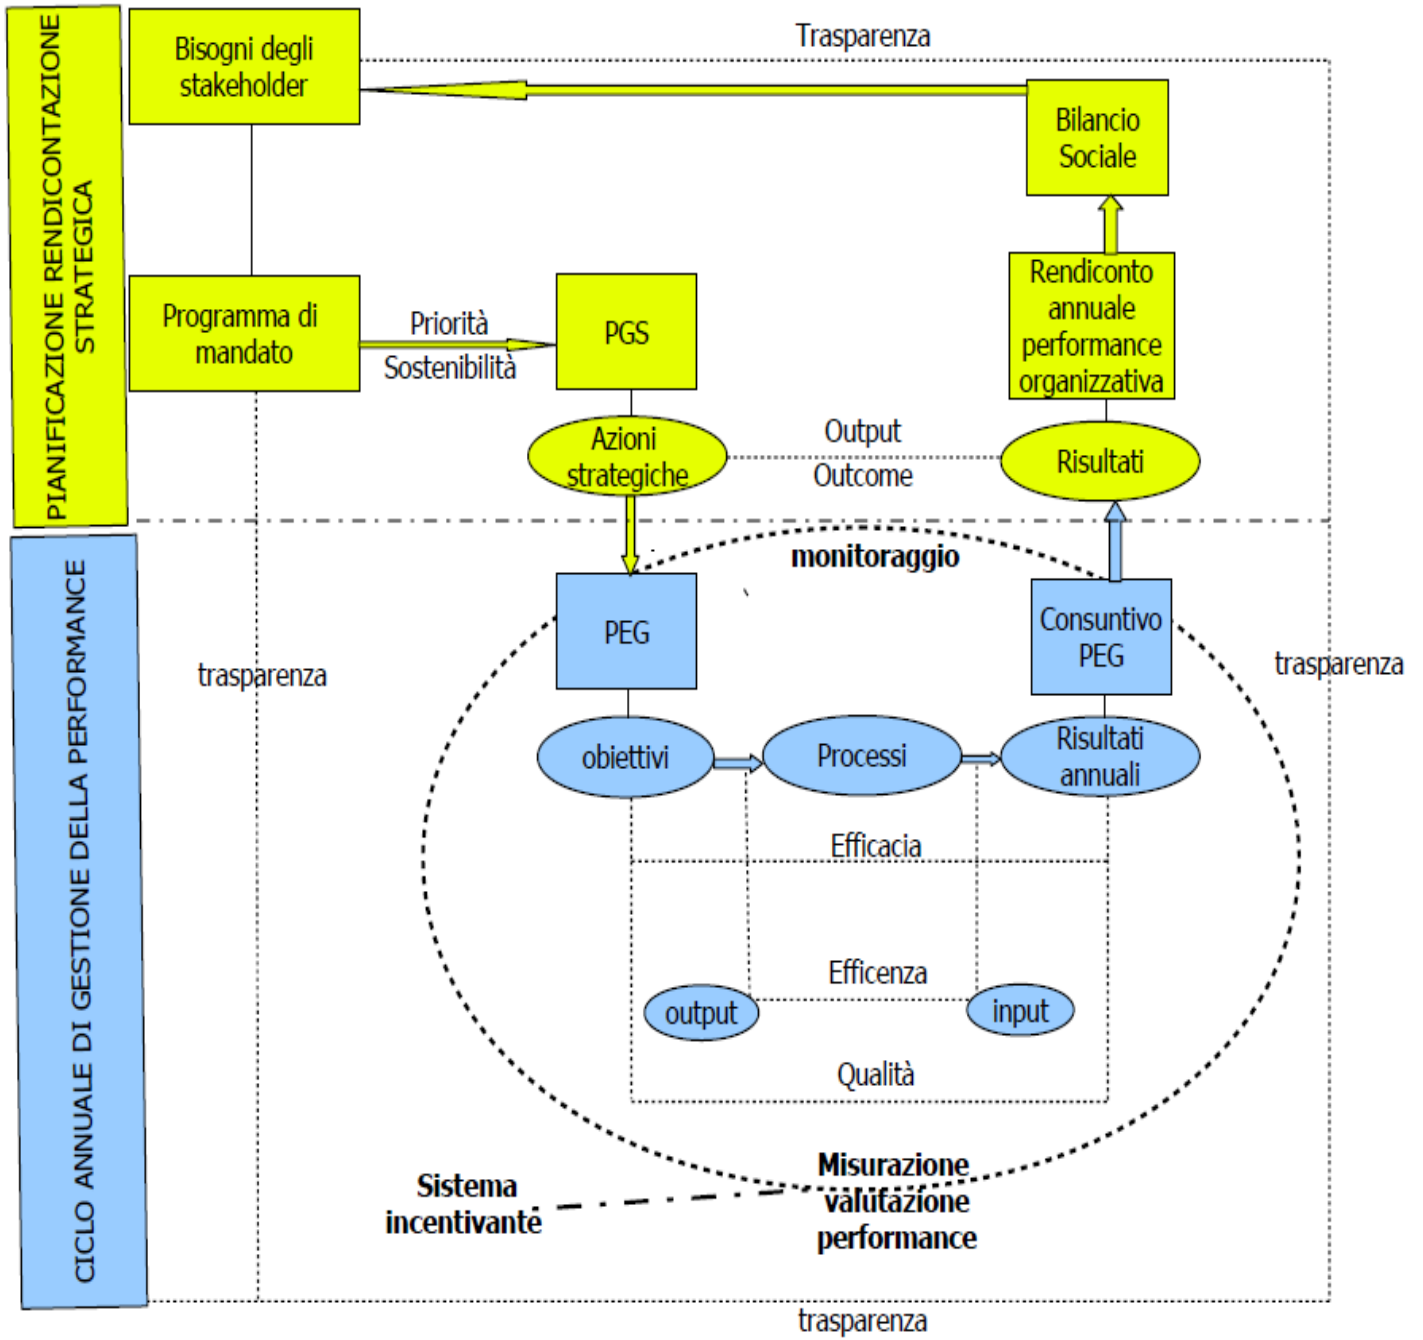 PIANIFICAZIONE RENDICONTAZIONE
STRATEGICA
Bisogni degli
stakeholder
Trasparenza
Bilancio
Sociale
Programma di
mandato
Priorità
Sostenibilità
PGS
Rendiconto
annuale
performance
organizzativa
Azioni
strategiche
Output
Outcome
Risultati
CICLO ANNUALE DI GESTIONE DELLA PERFORMANCE
monitoraggio
PEG
Consuntivo
PEG
trasparenza
trasparenza
obiettivi
Processi
Risultati
annuali
Efficacia
Efficenza
output
input
Qualità
Misurazione
valutazione
performance
Sistema
incentivante
trasparenza